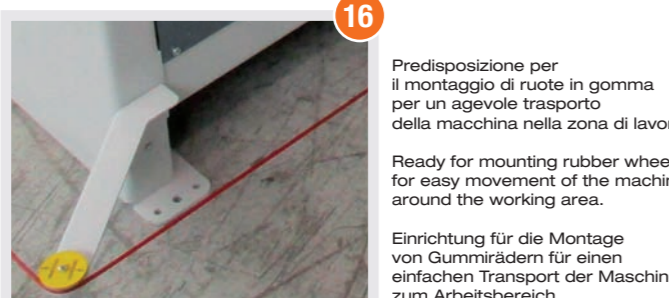 16
Predisposizione per
il montaggio di ruote in gomma
per un agevole trasporto
della macchina nella zona di
Ready for mounting rubber
for easy movement of the
around the working area.
Einrichtung für die Montage
von Gummirädern für einen
einfachen Transport der
zum Arbeitsbereich